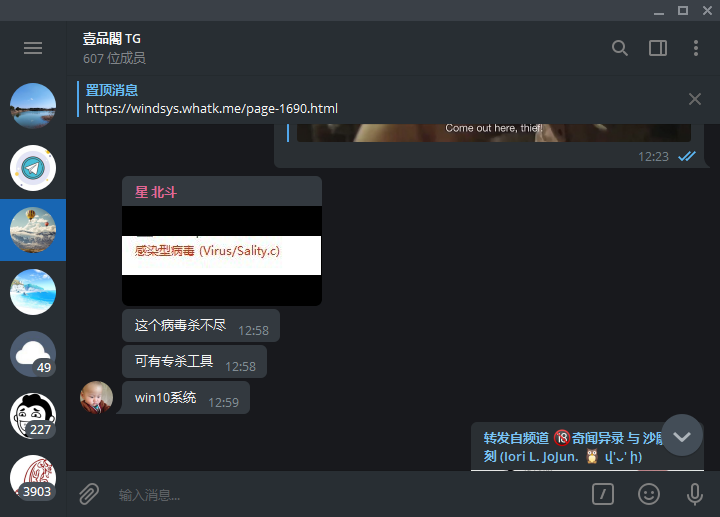 壹品閣 TG
607 位成员
置顶消息
https://windsys.whatk.me/page-1690.html
Come out here, thief!
12:23
星 北斗
感染型病毒 (Virus/Sality.c)
这个病毒杀不尽 12:58
可有专杀工具 12:58
win10系统 12:59
49
227
3903
转发自频道 🔞奇闻异录 与 沙
刻 (Iori L. JoJun.
输入消息...